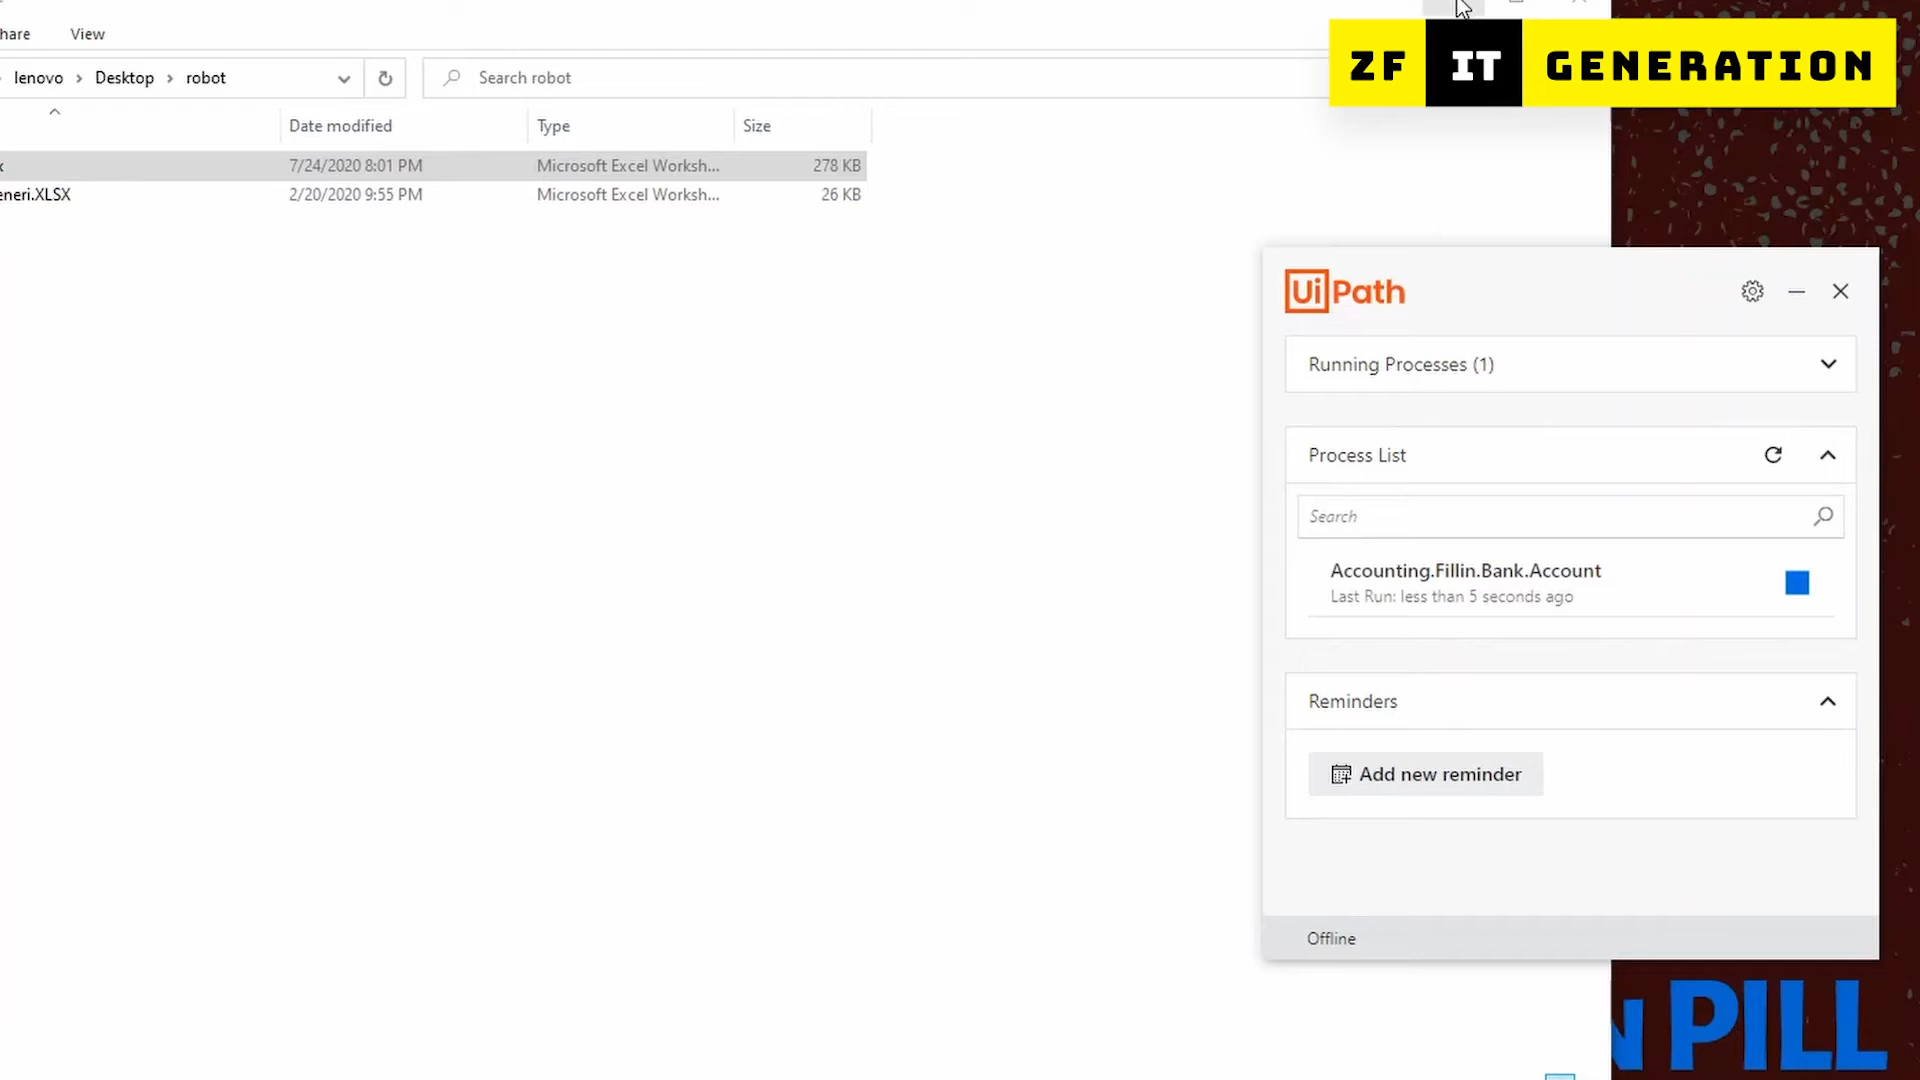 hare View
lenovo > Desktop > robot
Search robot
ZF IT GENERATION
Date modified Type Size
x 7/24/2020 8:01 PM Microsoft Excel Worksh... 278 KB
eneri.XLSX 2/20/2020 9:55 PM Microsoft Excel Worksh... 26 KB
UiPath
Running Processes (1)
Process List
Search
Accounting.Fillin.Bank.Account
Last Run: less than 5 seconds ago
Reminders
Add new reminder
Offline
N PILL